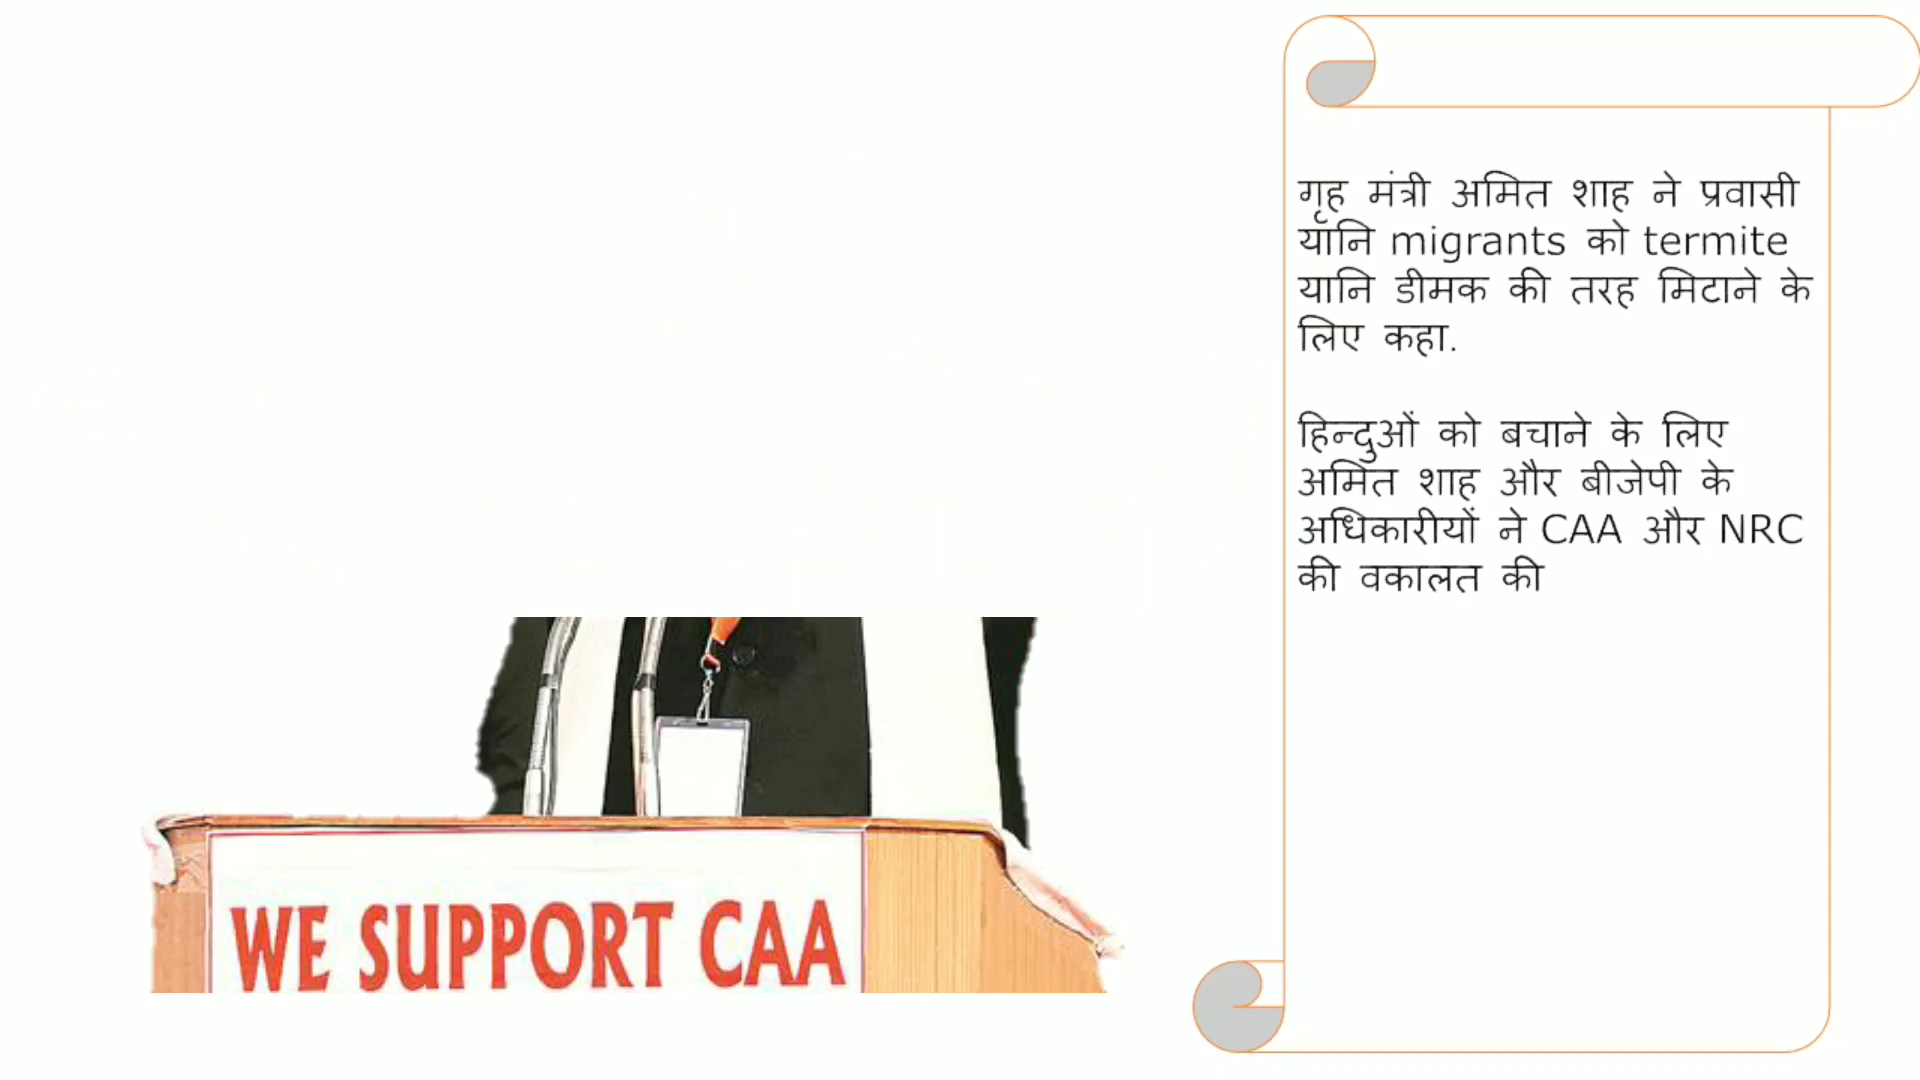 गृह मंत्री अमित शाह ने प्रवासी
यानि migrants को termite
यानि डीमक की तरह मिटाने के
लिए कहा.
हिन्दुओं को बचाने के लिए
अमित शाह और बीजेपी के
अधिकारीयों ने CAA और NRC
की वकालत की
WE SUPPORT CAA